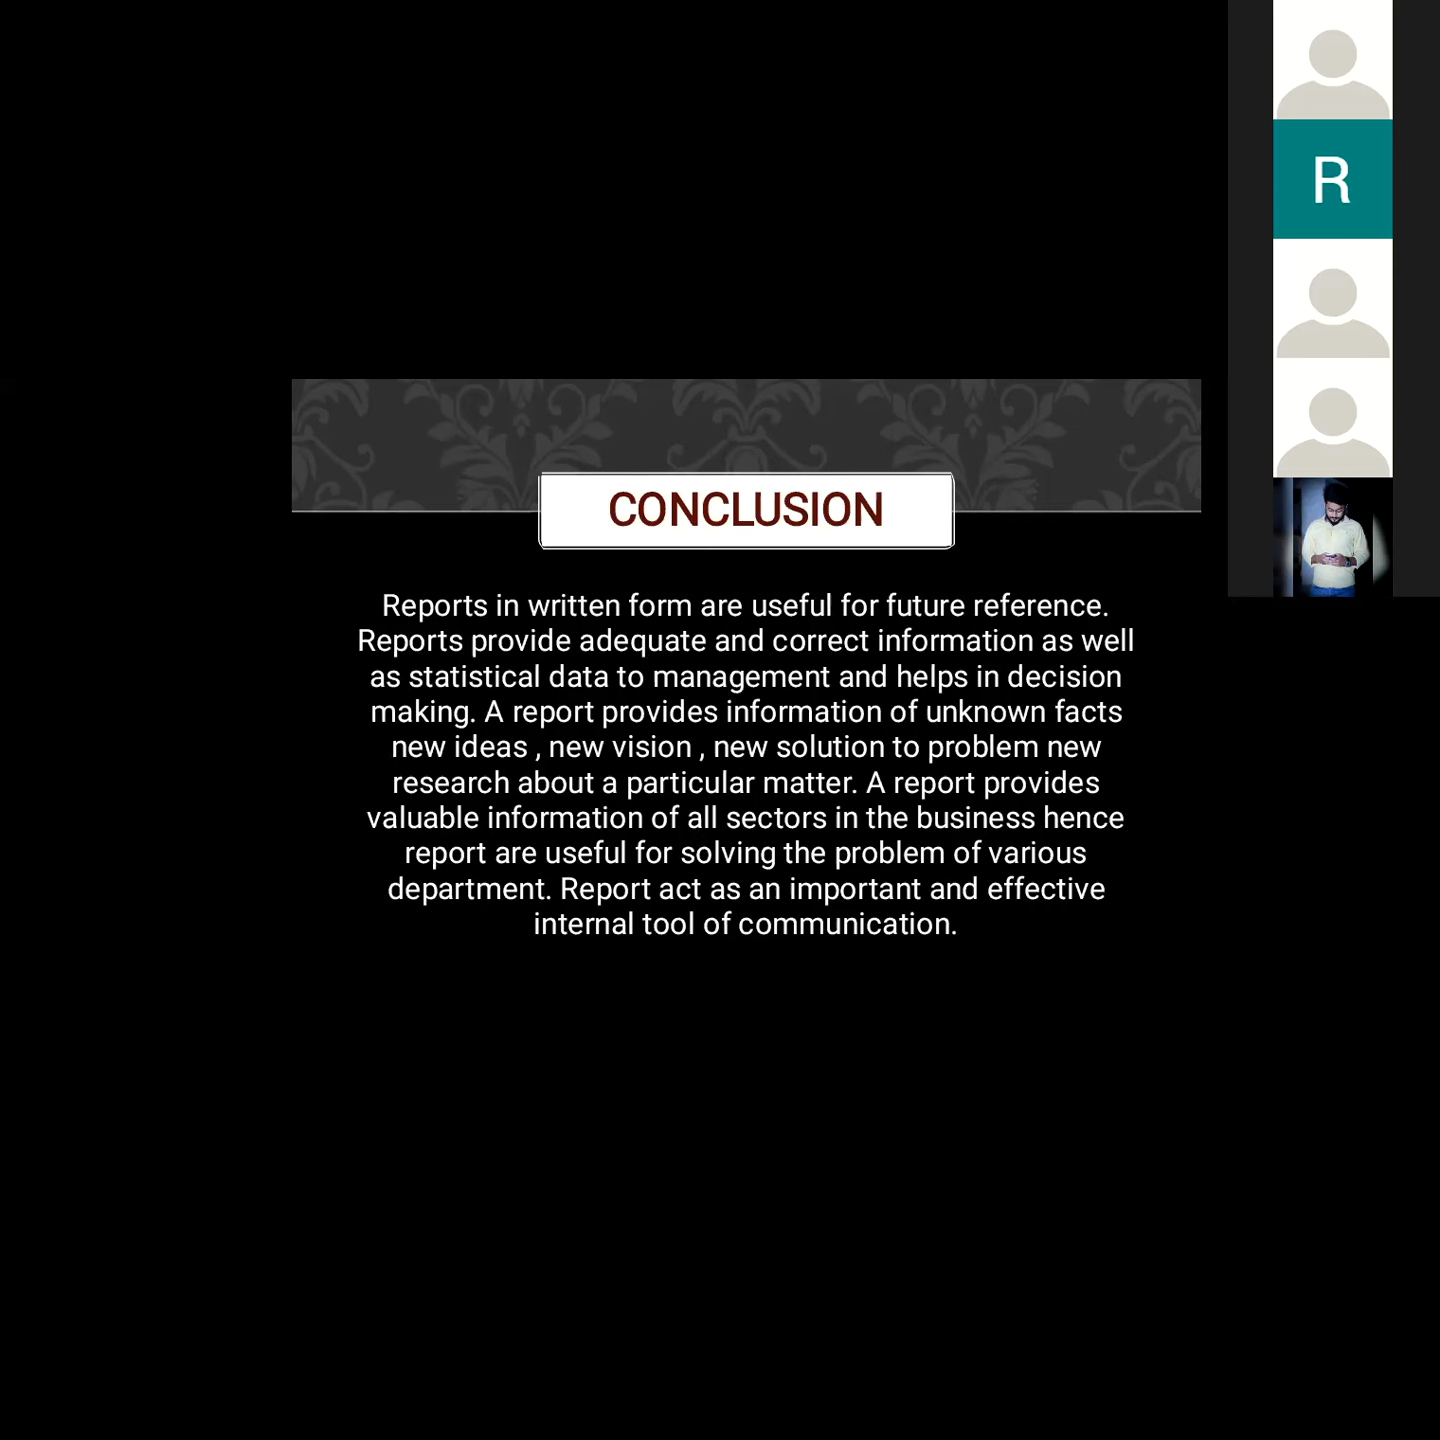 R
CONCLUSION
Reports in written form are useful for future reference.
Reports provide adequate and correct information as well
as statistical data to management and helps in decision
making. A report provides information of unknown facts
new ideas , new vision , new solution to problem new
research about a particular matter. A report provides
valuable information of all sectors in the business hence
report are useful for solving the problem of various
department. Report act as an important and effective
internal tool of communication.